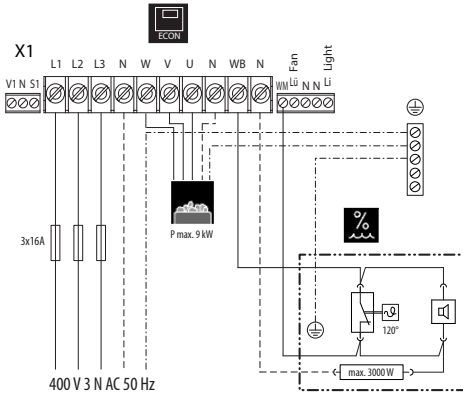 ECON
X1
L1 L2 L3 N W V U N WB N
V1 N S1
WM Fan Lü N N Light Li
3x16A
P max. 9 kW
%
120°
max. 3000 W
400 V 3 N AC 50 Hz